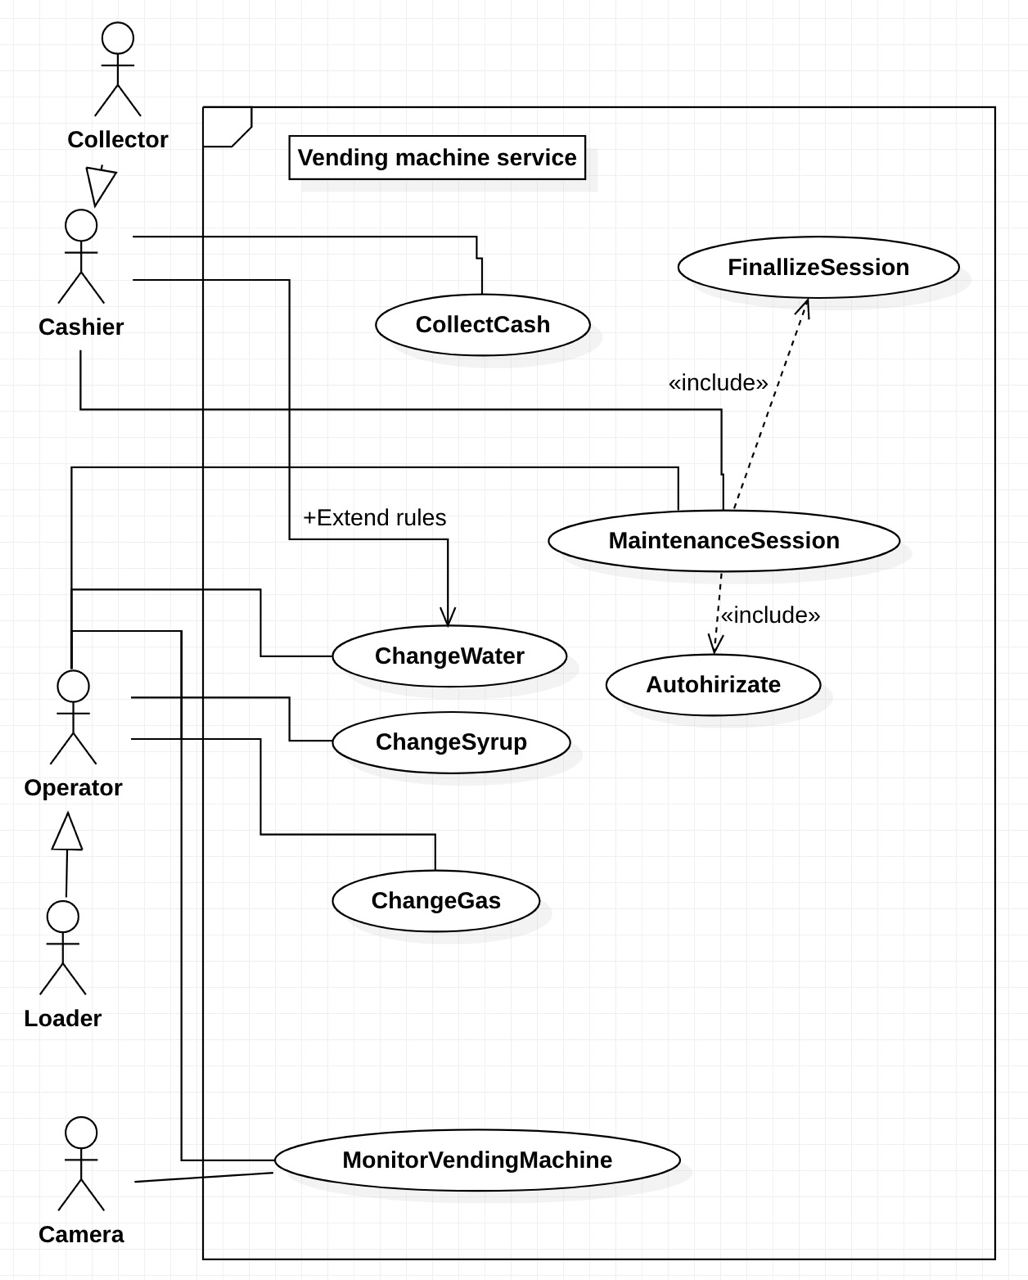 Collector
Vending machine service
Cashier
FinallizeSession
CollectCash
«include»
+Extend rules
MaintenanceSession
«include»
ChangeWater
Autohirizate
ChangeSyrup
Operator
ChangeGas
Loader
MonitorVendingMachine
Camera